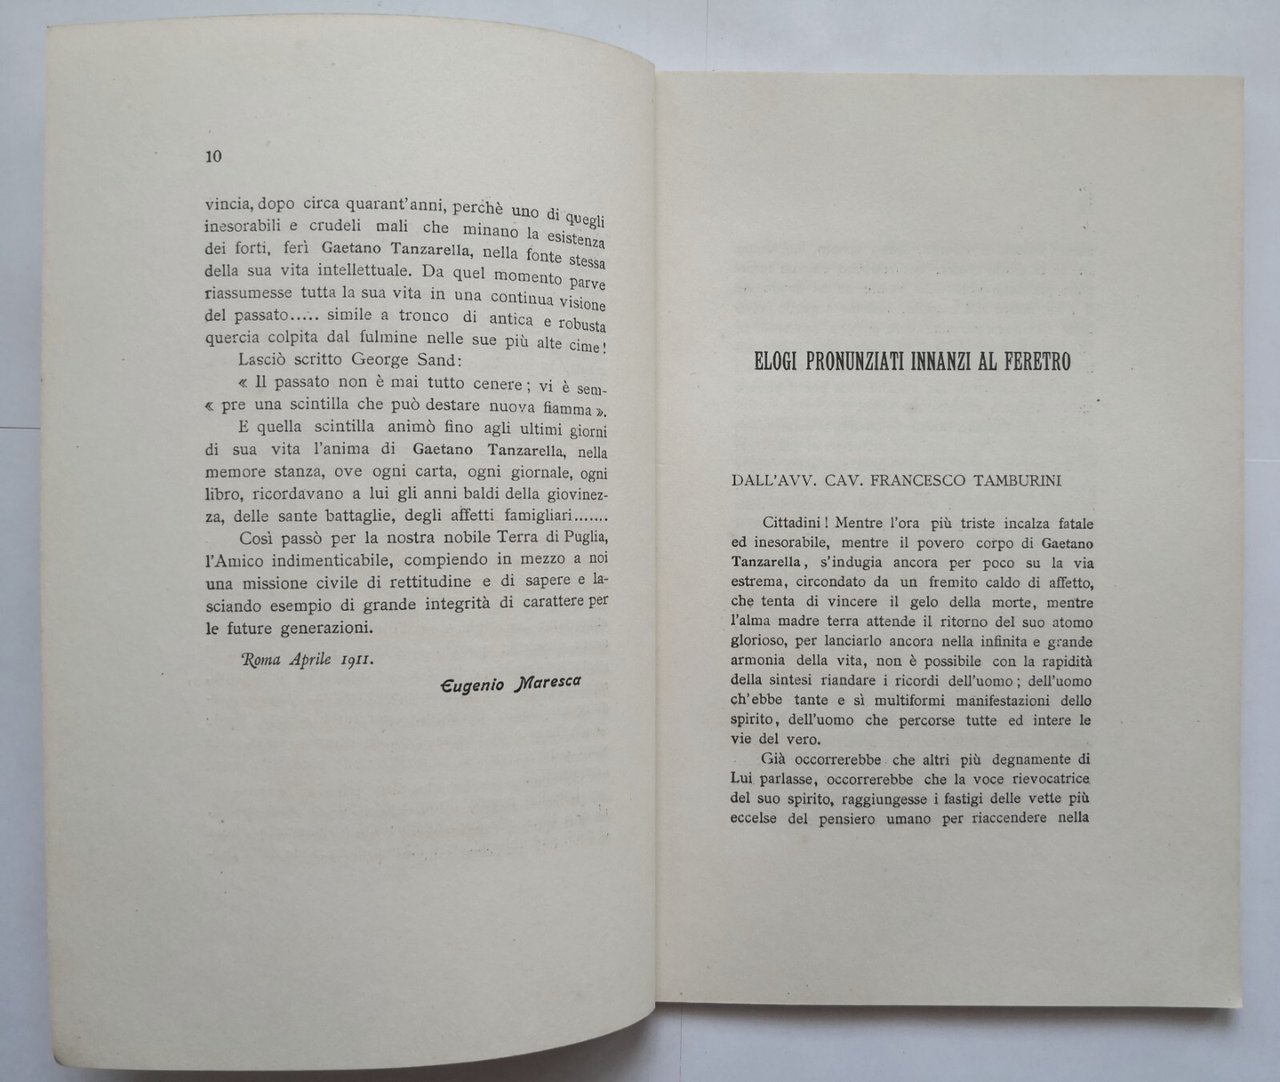 10
vincia, dopo circa quarant'anni, perchè uno di quegli
inesorabili e crudeli mali che minano la esistenza
dei forti, ferì Gaetano Tanzarella, nella fonte stessa
della sua vita intellettuale. Da quel momento parve
riassumesse tutta la sua vita in una continua visione
del passato..... simile a tronco di antica e robusta
quercia colpita dal fulmine nelle sue più alte cime!
Lasciò scritto George Sand:
« Il passato non è mai tutto cenere; vi è sem-
« pre una scintilla che può destare nuova fiamma ».
E quella scintilla animò fino agli ultimi giorni
di sua vita l'anima di Gaetano Tanzarella, nella
memore stanza, ove ogni carta, ogni giornale, ogni
libro, ricordavano a lui gli anni baldi della giovinez-
za, delle sante battaglie, degli affetti famigliari.......
Così passò per la nostra nobile Terra di Puglia,
l'Amico indimenticabile, compiendo in mezzo a noi
una missione civile di rettitudine e di sapere e la-
sciando esempio di grande integrità di carattere per
le future generazioni.
Roma Aprile 1911.
Eugenio Maresca
ELOGI PRONUNZIATI INNANZI AL FERETRO
DALL'AVV. CAV. FRANCESCO TAMBURINI
Cittadini! Mentre l'ora più triste incalza fatale
ed inesorabile, mentre il povero corpo di Gaetano
Tanzarella, s'indugia ancora per poco su la via
estrema, circondato da un fremito caldo di affetto,
che tenta di vincere il gelo della morte, mentre
l'alma madre terra attende il ritorno del suo atomo
glorioso, per lanciarlo ancora nella infinita e grande
armonia della vita, non è possibile con la rapidità
della sintesi riandare i ricordi dell'uomo; dell'uomo
ch'ebbe tante e sì multiformi manifestazioni dello
spirito, dell'uomo che percorse tutte ed intere le
vie del vero.
Già occorrerebbe che altri più degnamente di
Lui parlasse, occorrerebbe che la voce rievocatrice
del suo spirito, raggiungesse i fastigi delle vette più
eccelse del pensiero umano per riaccendere nella